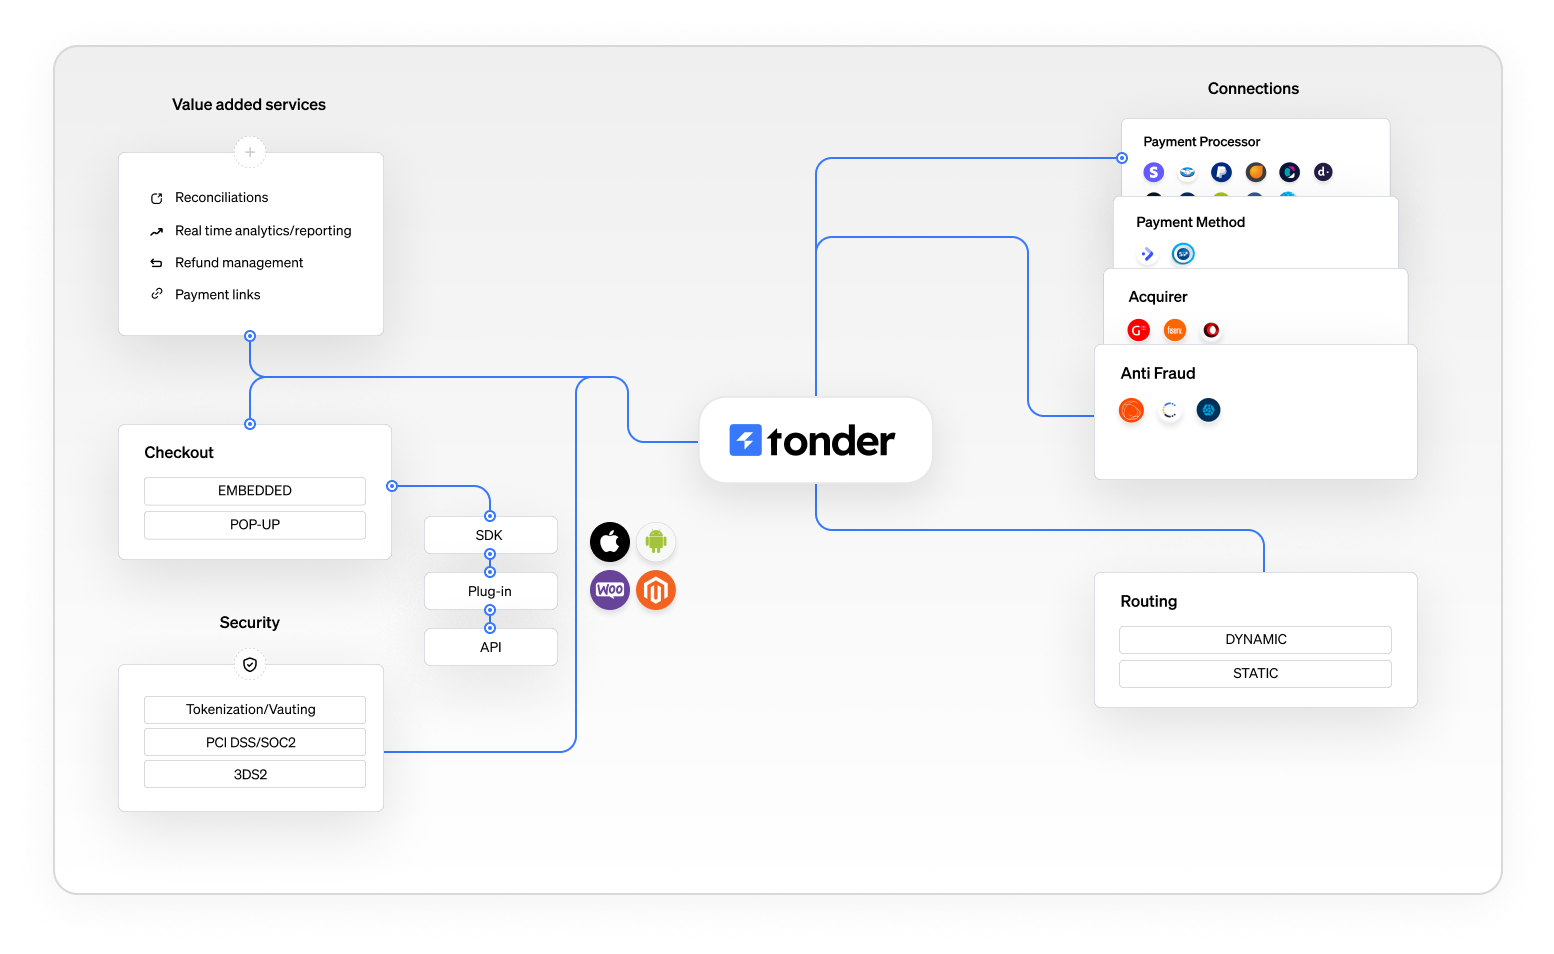 Value added services
Reconciliations
Real time analytics/reporting
Refund management
Payment links
Checkout
EMBEDDED
POP-UP
SDK
Plug-in
API
WOO
Security
Tokenization/Vauting
PCI DSS/SOC2
3DS2
tonder
Connections
Payment Processor
S
P
d·
Payment Method
Acquirer
G
fiserv.
Anti Fraud
Routing
DYNAMIC
STATIC